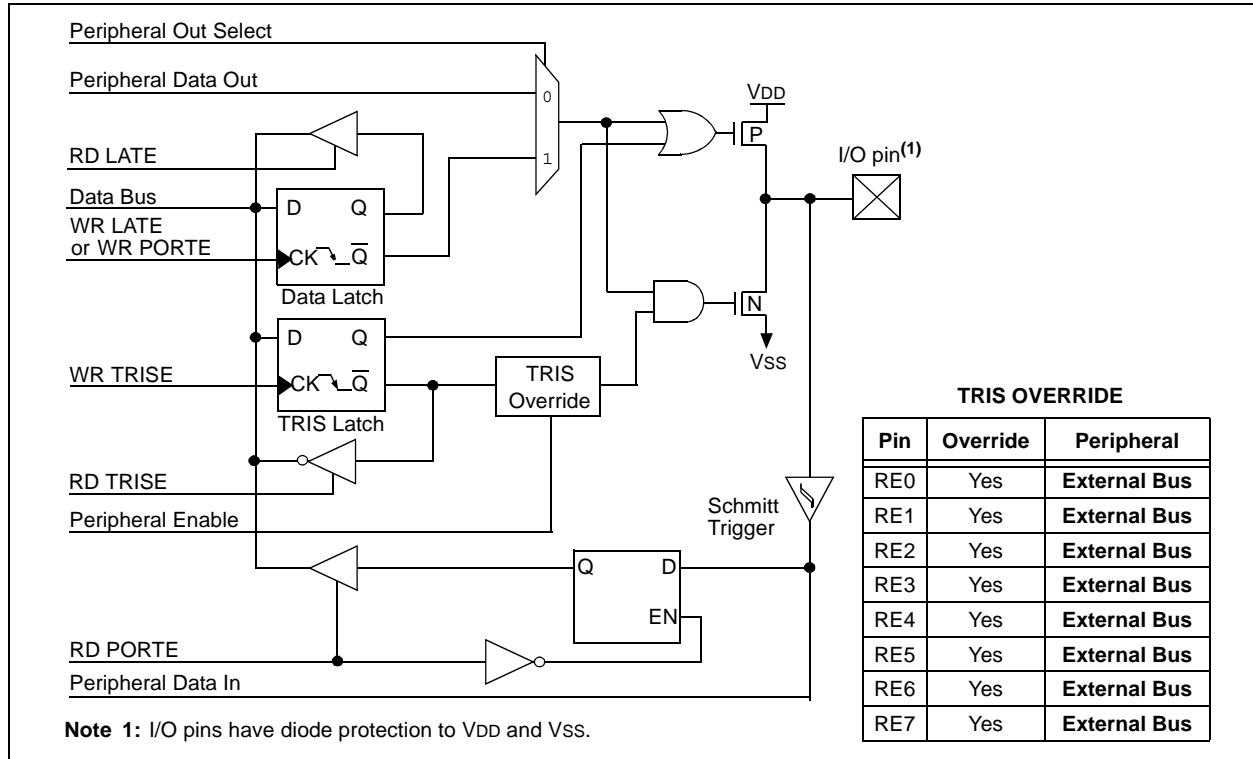 Peripheral Out Select
Peripheral Data Out
0
VDD
P
RD LATE
1
I/O pin(1)
Data Bus
D Q
WR LATE
or WR PORTE
CK Q̅
Data Latch
N
D Q
VSS
WR TRISE
CK Q̅
TRIS
Override
TRIS Latch
RD TRISE
Peripheral Enable
Schmitt
Trigger
Q D
EN
RD PORTE
Peripheral Data In
Note 1: I/O pins have diode protection to VDD and VSS.
TRIS OVERRIDE
Pin Override Peripheral
RE0 Yes External Bus
RE1 Yes External Bus
RE2 Yes External Bus
RE3 Yes External Bus
RE4 Yes External Bus
RE5 Yes External Bus
RE6 Yes External Bus
RE7 Yes External Bus